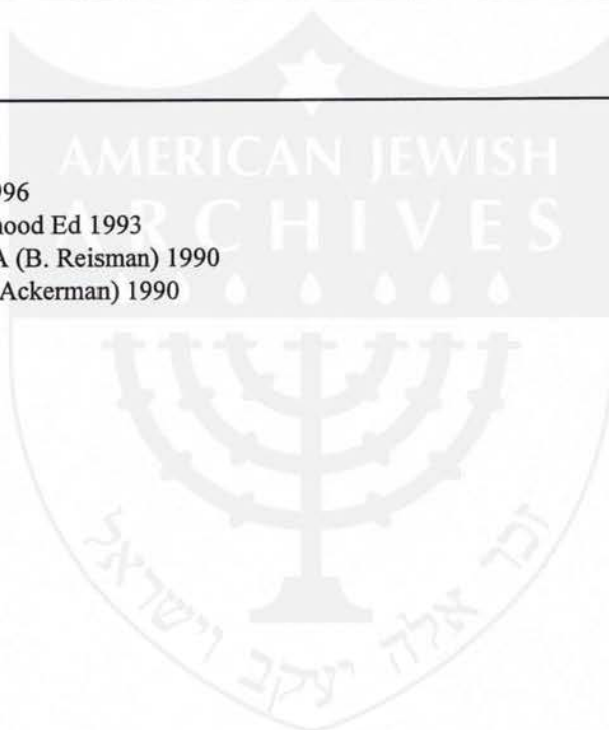 AMERICAN JEWISH
ARCHIVES
996
hood Ed 1993
A (B. Reisman) 1990
Ackerman) 1990
זכר אלה יעקב וישראל